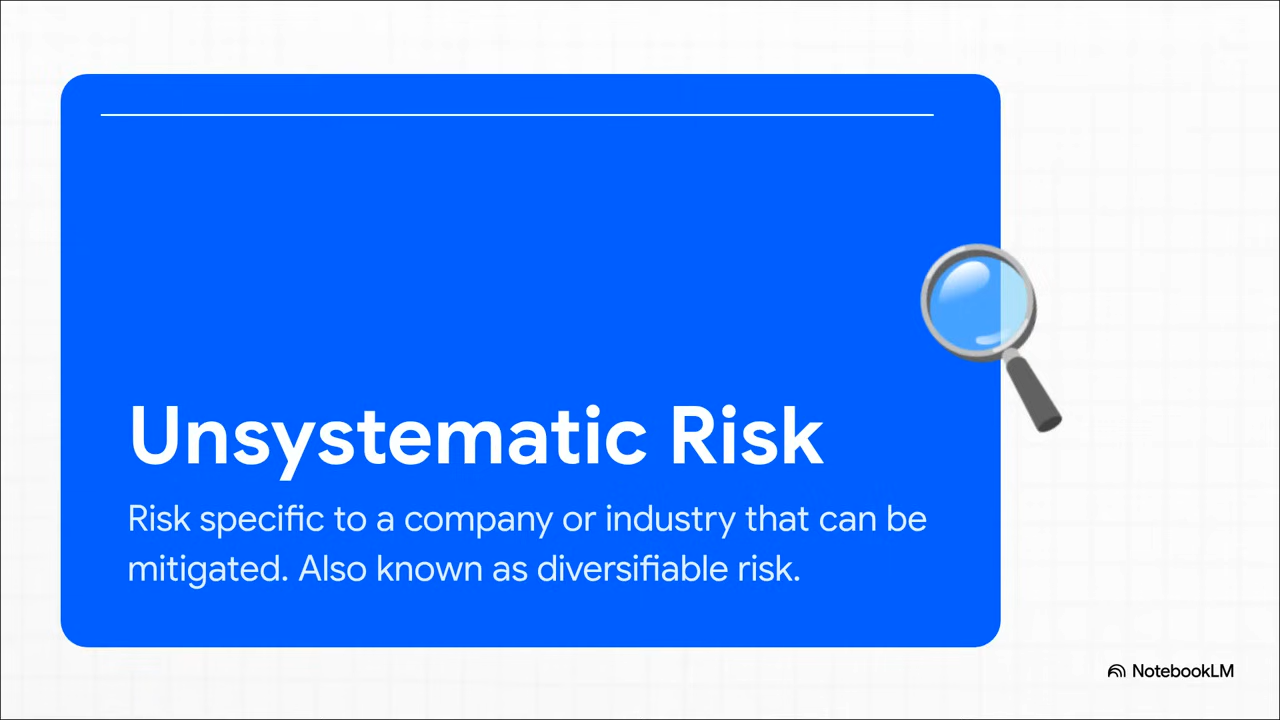 Unsystematic Risk
Risk specific to a company or industry that can be
mitigated. Also known as diversifiable risk.
NotebookLM